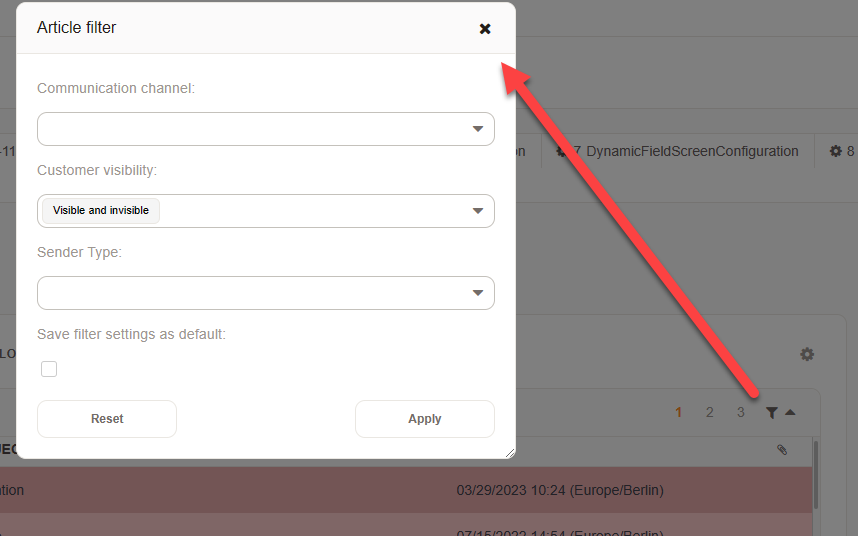 Article filter
Communication channel:
-11
on
7 DynamicFieldScreenConfiguration
8
Customer visibility:
Visible and invisible
Sender Type:
Save filter settings as default:
LO
Reset
Apply
1 2 3
JEC
tion
03/29/2023 10:24 (Europe/Berlin)
07/15/2022 14:54 (Europe/Berlin)